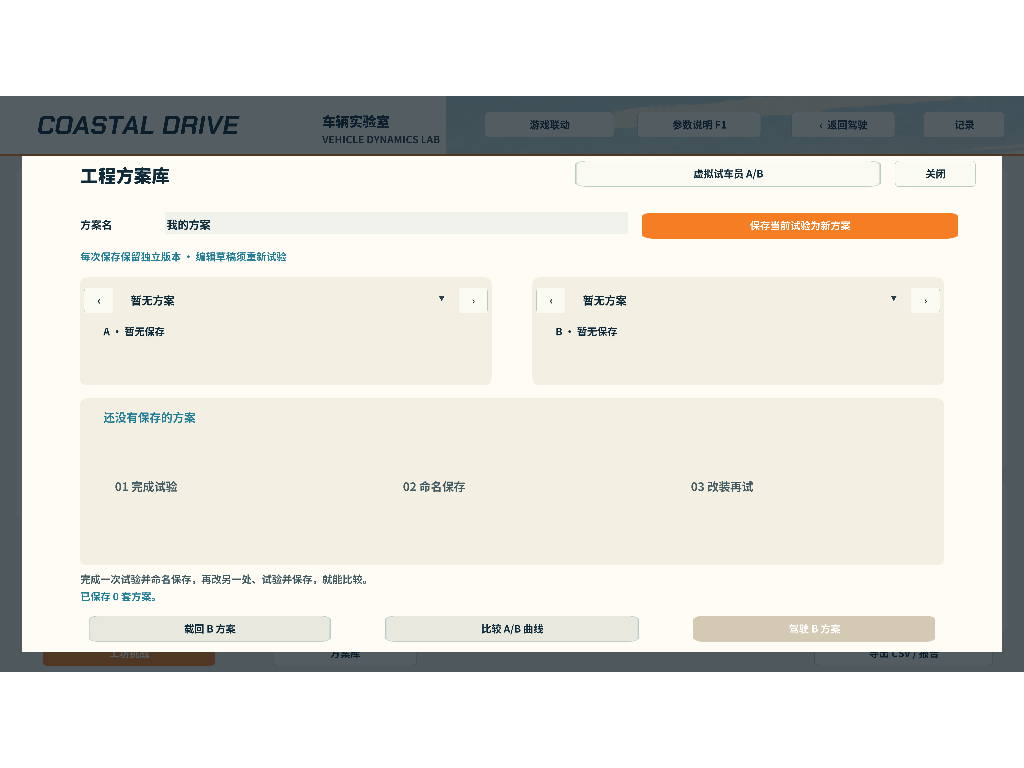 COASTAL DRIVE
车辆实验室
VEHICLE DYNAMICS LAB
游戏联动
参数说明 F1
‹ 返回驾驶
记录
工程方案库
虚拟试车员 A/B
关闭
方案名
我的方案
保存当前试验为新方案
每次保存保留独立版本 · 编辑草稿须重新试验
‹ 暂无方案 ▼ ›
A · 暂无保存
‹ 暂无方案 ▼ ›
B · 暂无保存
还没有保存的方案
01 完成试验
02 命名保存
03 改装再试
完成一次试验并命名保存，再改另一处、试验并保存，就能比较。
已保存 0 套方案。
载回 B 方案
比较 A/B 曲线
驾驶 B 方案
方案库
导出 CSV / 报告